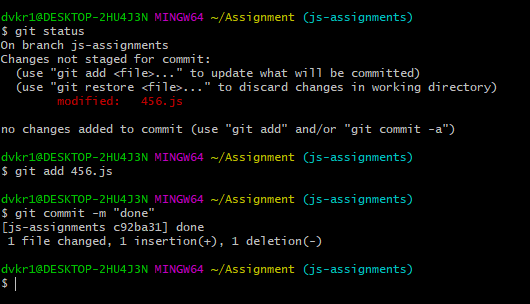 dvkr1@DESKTOP-2HU4J3N MINGW64 ~/Assignment (js-assignments)
$ git status
On branch js-assignments
Changes not staged for commit:
  (use "git add <file>..." to update what will be committed)
  (use "git restore <file>..." to discard changes in working directory)
        modified:   456.js

no changes added to commit (use "git add" and/or "git commit -a")

dvkr1@DESKTOP-2HU4J3N MINGW64 ~/Assignment (js-assignments)
$ git add 456.js

dvkr1@DESKTOP-2HU4J3N MINGW64 ~/Assignment (js-assignments)
$ git commit -m "done"
[js-assignments c92ba31] done
 1 file changed, 1 insertion(+), 1 deletion(-)

dvkr1@DESKTOP-2HU4J3N MINGW64 ~/Assignment (js-assignments)
$